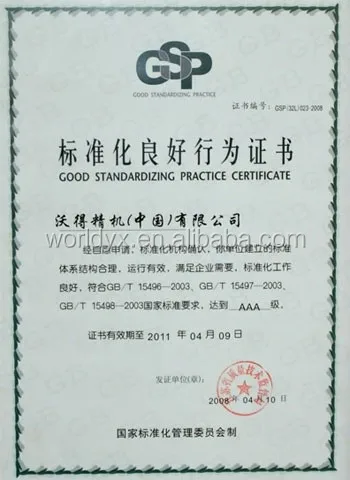 GSP
GOOD STANDARDIZING PRACTICE
证书编号: GSP(32L)023-2008
标准化良好行为证书
GOOD STANDARDIZING PRACTICE CERTIFICATE
沃得精机(中国)有限公司
经自愿申请、标准化机构确认，你单位建立的标准
体系结构合理，运行有效，满足企业需要，标准化工作
良好，符合GB/T 15496—2003、GB/T 15497—2003、
GB/T 15498—2003国家标准要求，达到 AAA 级。
证书有效期至 2011 年 04 月 09 日
发证单位(章):
2008 年 04 月 10 日
国家标准化管理委员会制
worldyx.en.alibaba.com